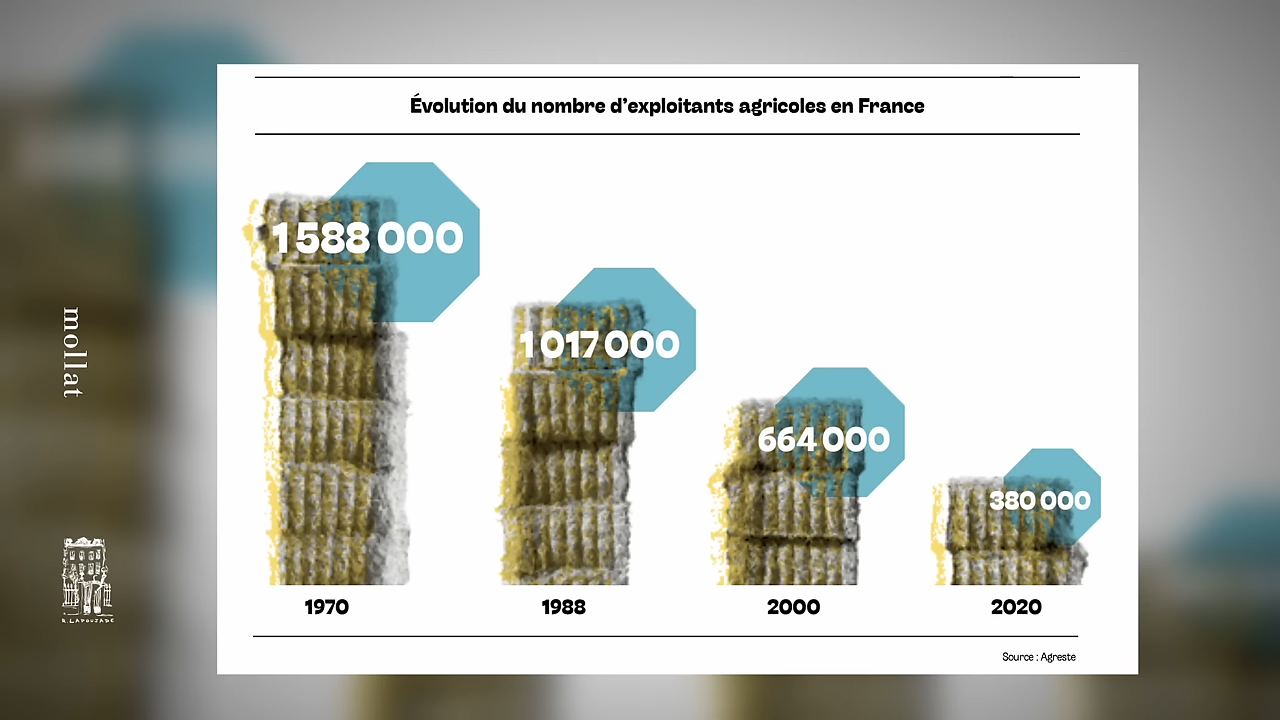 Évolution du nombre d’exploitants agricoles en France
1 588 000
1 017 000
664 000
380 000
1970
1988
2000
2020
Source : Agreste
mollat
R. LAPOUJADE